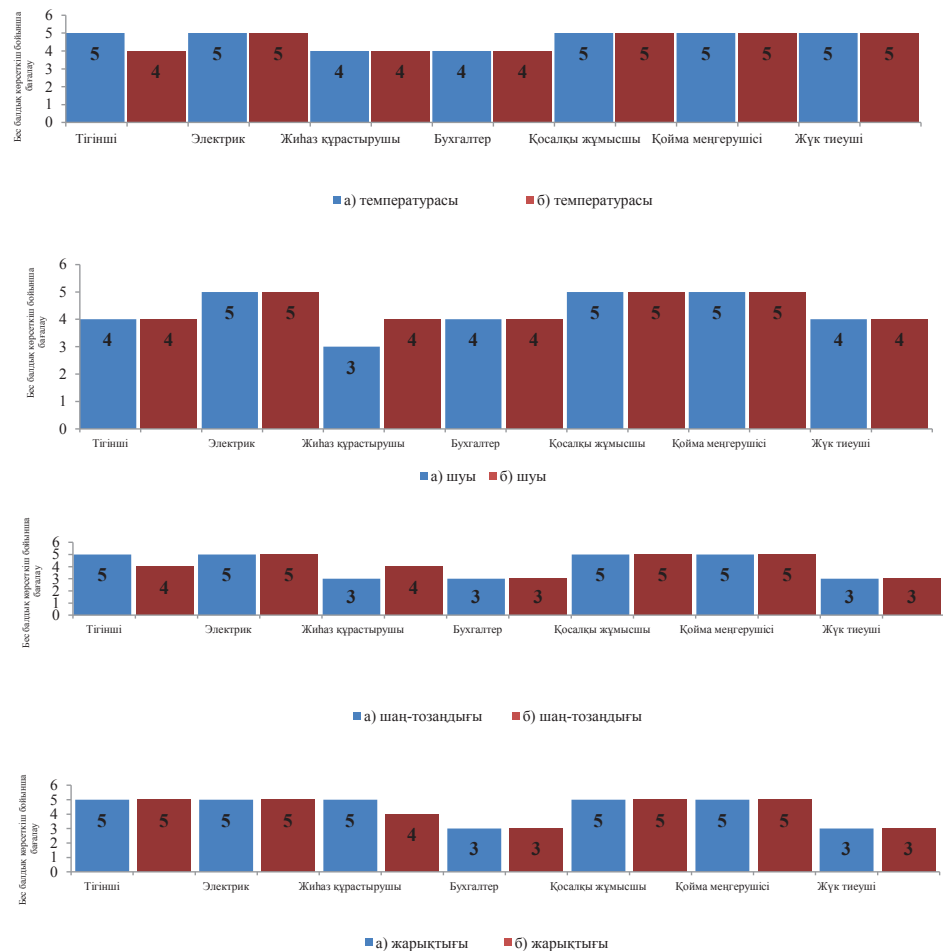 Бес балдық көрсеткіш бойынша
бағалау
6
5
4
3
2
1
0
5 4 5 5 4 4 4 4 5 5 5 5 5 5
Тігінші Электрик Жиһаз құрастырушы Бухгалтер Қосалқы жұмысшы Қойма меңгерушісі Жүк тиеуші
а) температурасы б) температурасы
Бес балдық көрсеткіш бойынша
бағалау
6
5
4
3
2
1
0
4 4 5 5 3 4 4 4 5 5 5 5 4 4
Тігінші Электрик Жиһаз құрастырушы Бухгалтер Қосалқы жұмысшы Қойма меңгерушісі Жүк тиеуші
а) шуы б) шуы
Бес балдық көрсеткіш бойынша
бағалау
6
5
4
3
2
1
0
5 4 5 5 3 4 3 3 5 5 5 5 3 3
Тігінші Электрик Жиһаз құрастырушы Бухгалтер Қосалқы жұмысшы Қойма меңгерушісі Жүк тиеуші
а) шаң-тозаңдығы б) шаң-тозаңдығы
Бес балдық көрсеткіш бойынша
бағалау
6
5
4
3
2
1
0
5 5 5 5 5 4 3 3 5 5 5 5 3 3
Тігінші Электрик Жиһаз құрастырушы Бухгалтер Қосалқы жұмысшы Қойма меңгерушісі Жүк тиеуші
а) жарықтығы б) жарықтығы